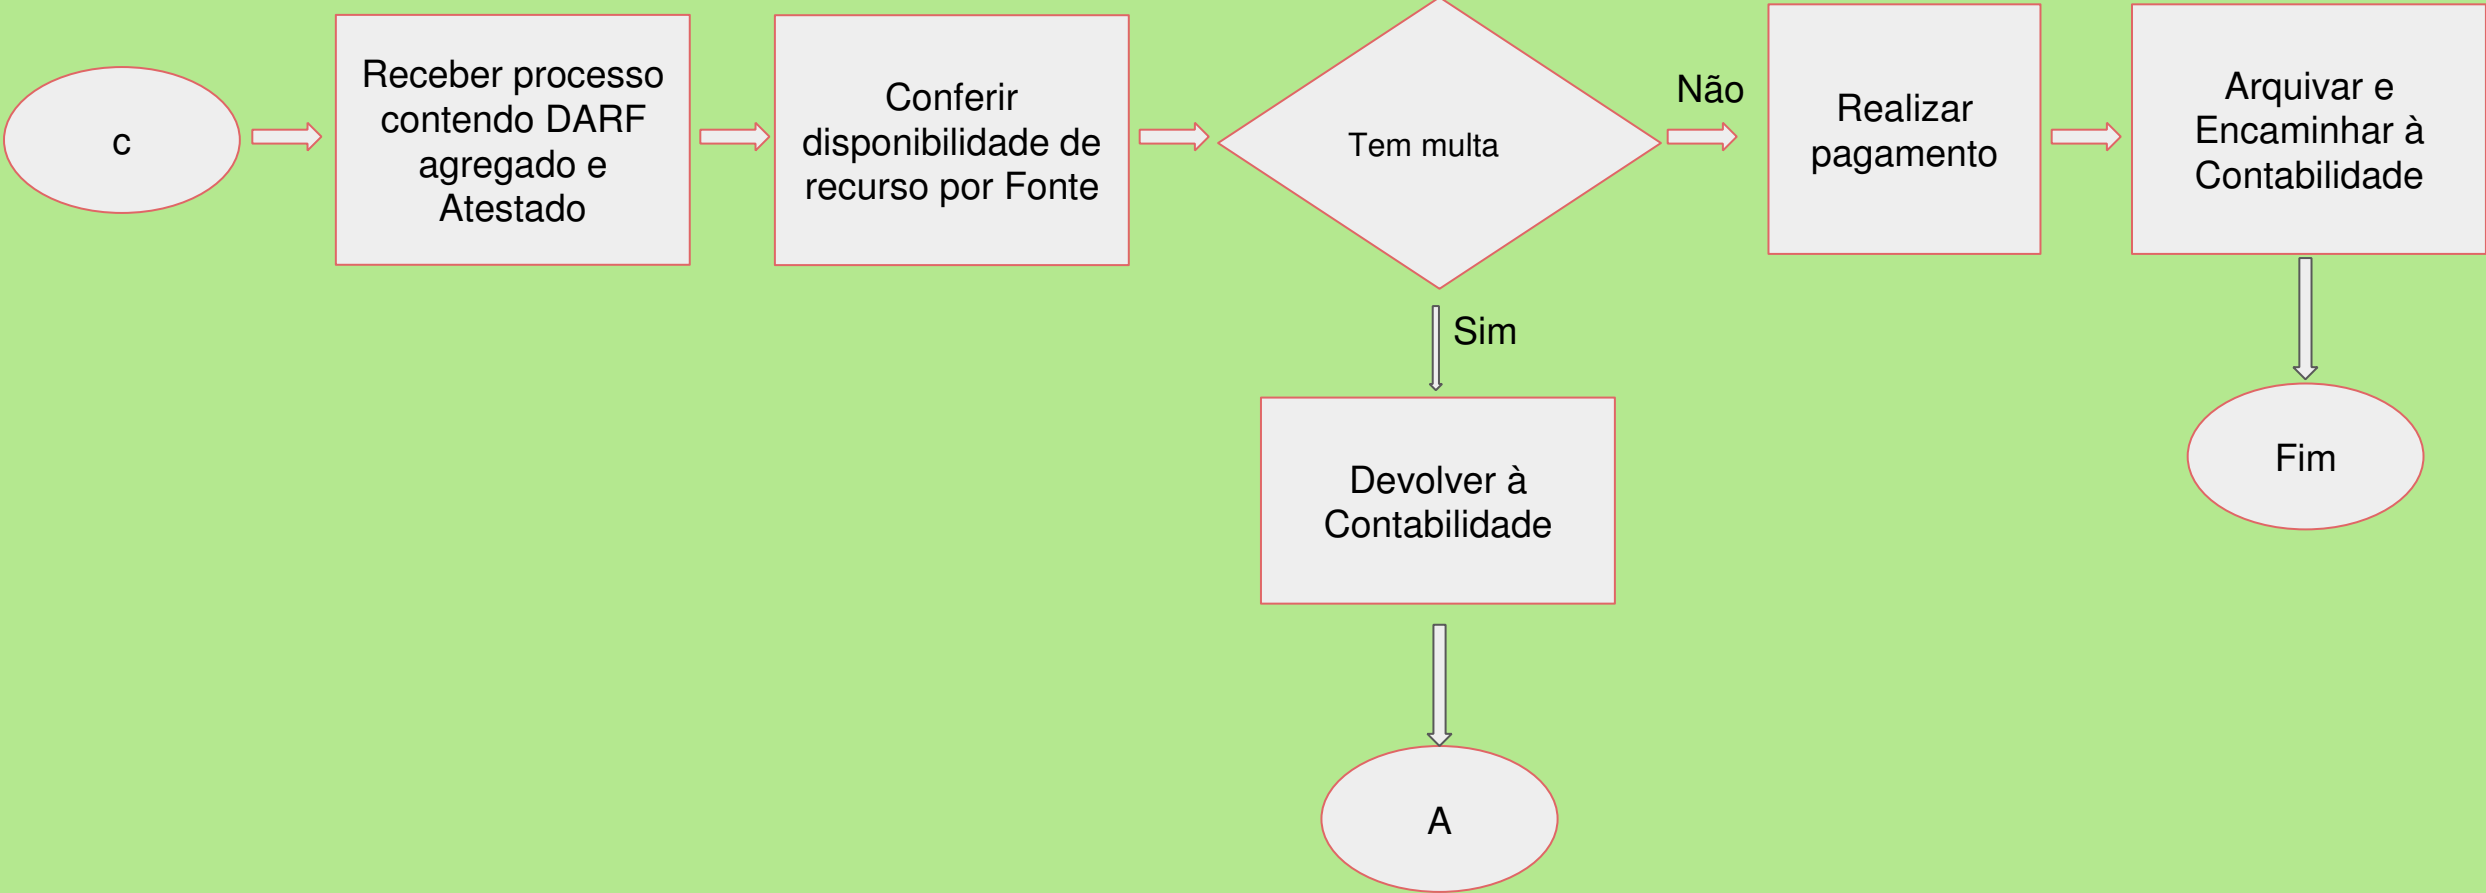 c
Receber processo
contendo DARF
agregado e
Atestado
Conferir
disponibilidade de
recurso por Fonte
Tem multa
Não
Realizar
pagamento
Arquivar e
Encaminhar à
Contabilidade
Sim
Devolver à
Contabilidade
Fim
A